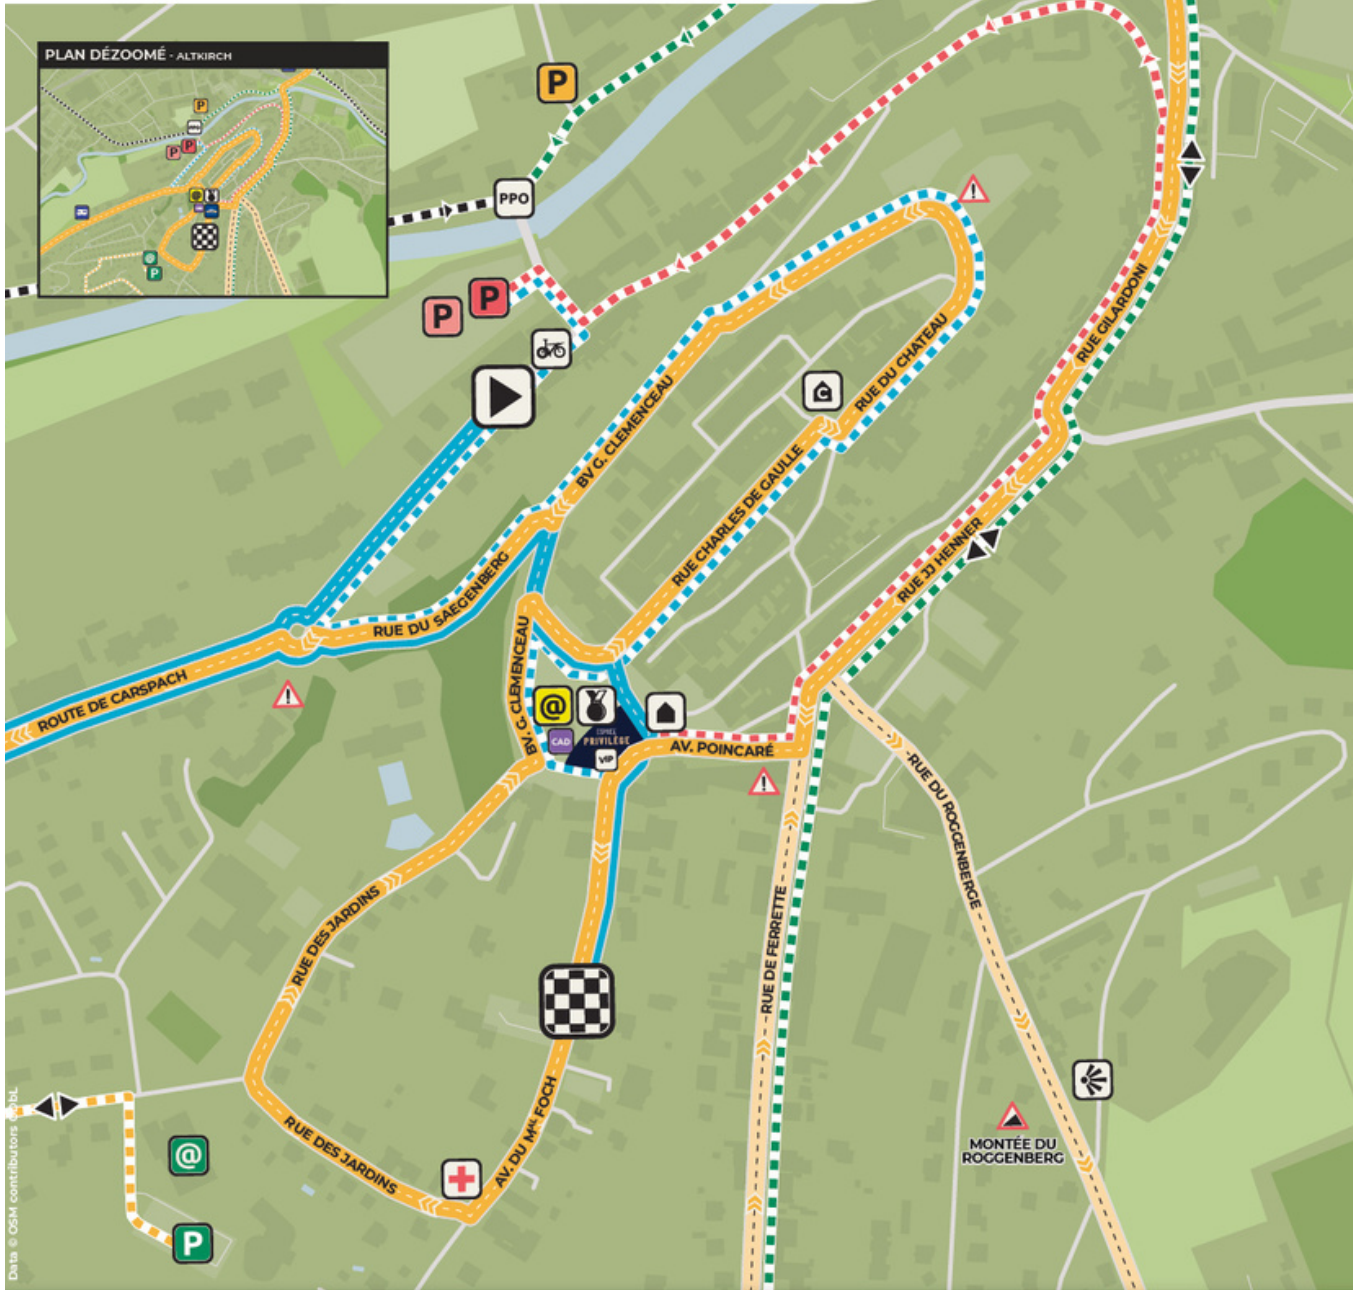 PLAN DÉZOOMÉ - ALTKIRCH
P
PPO
P
P
BV G. CLEMENCEAU
RUE DU CHATEAU
C
RUE GILARDONI
RUE CHARLES DE GAULLE
RUE JJ HENNER
RUE DU SAEGENBERG
ROUTE DE CARSPACH
BV. G. CLEMENCEAU
@
CAD
ESPACE
PRIVILÈGE
VIP
AV. POINCARÉ
RUE DU ROGGENBERGE
RUE DES JARDINS
RUE DE FERRETTE
AV. DU MAL FOCH
RUE DES JARDINS
MONTÉE DU
ROGGENBERG
@
P
Data © OSM contributors ObL